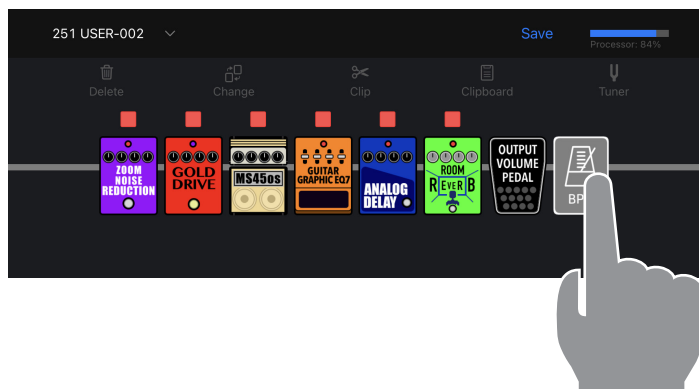 251 USER-002
Save
Processor: 84%
Delete
Change
Clip
Clipboard
Tuner
ZOOM
NOISE
REDUCTION
GOLD
DRIVE
MS45os
GUITAR
GRAPHIC EQ7
ANALOG
DELAY
ROOM
REVERB
OUTPUT
VOLUME
PEDAL